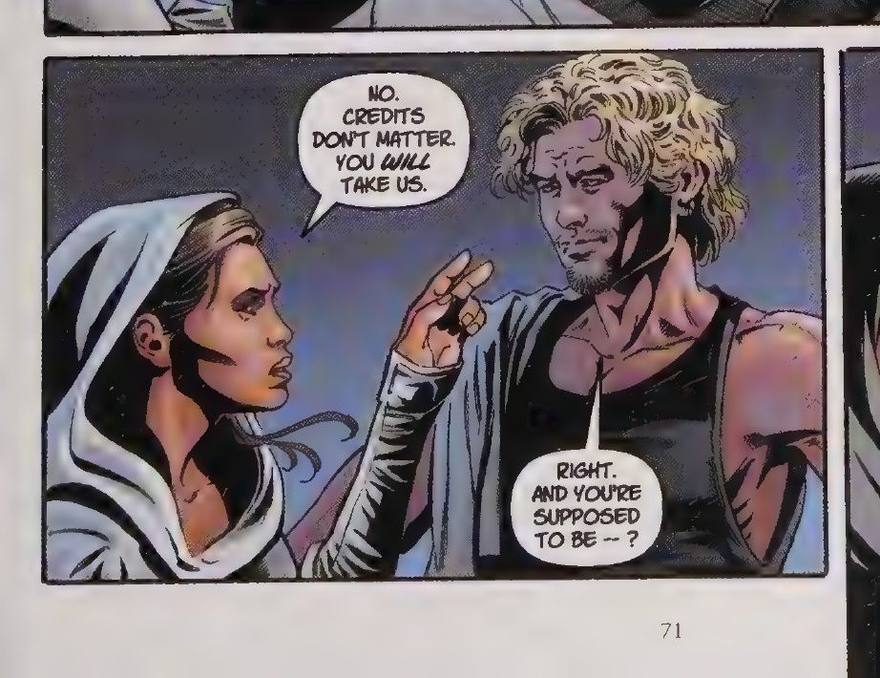 NO.
CREDITS
DON'T MATTER.
YOU WILL
TAKE US.
RIGHT.
AND YOU'RE
SUPPOSED
TO BE -- ?
71